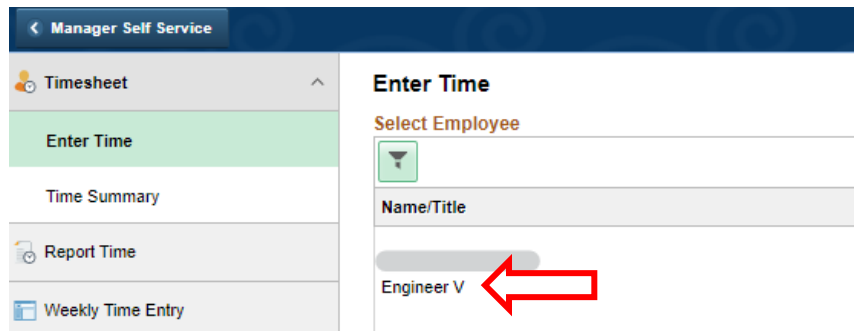 Manager Self Service
Timesheet
Enter Time
Time Summary
Report Time
Weekly Time Entry
Enter Time
Select Employee
Name/Title
Engineer V